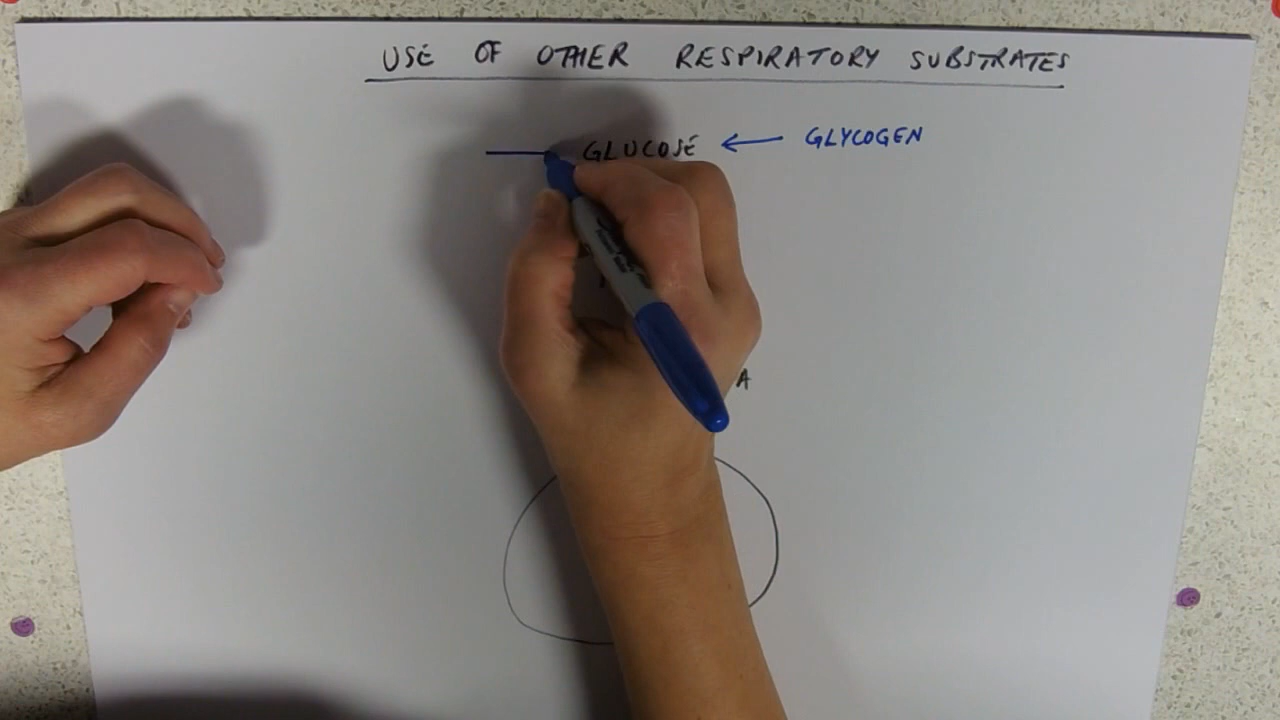 USE OF OTHER RESPIRATORY SUBSTRATES
GLUCOSE ← GLYCOGEN
A